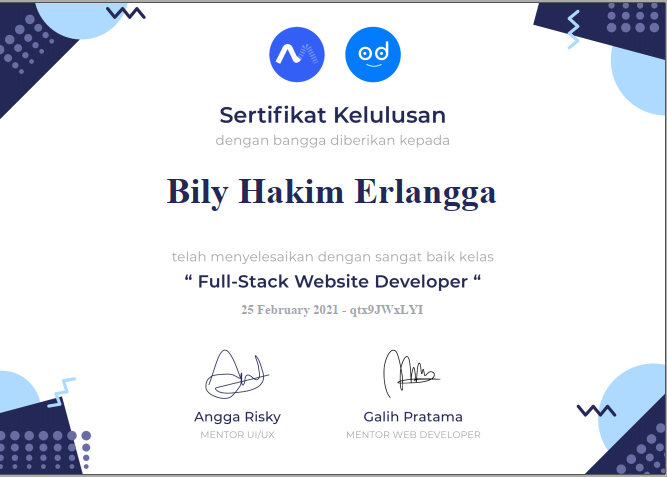 Sertifikat Kelulusan
dengan bangga diberikan kepada
Bily Hakim Erlangga
telah menyelesaikan dengan sangat baik kelas
“ Full-Stack Website Developer “
25 February 2021 - qtx9JWxLYI
Angga Risky
Galih Pratama
MENTOR UI/UX
MENTOR WEB DEVELOPER